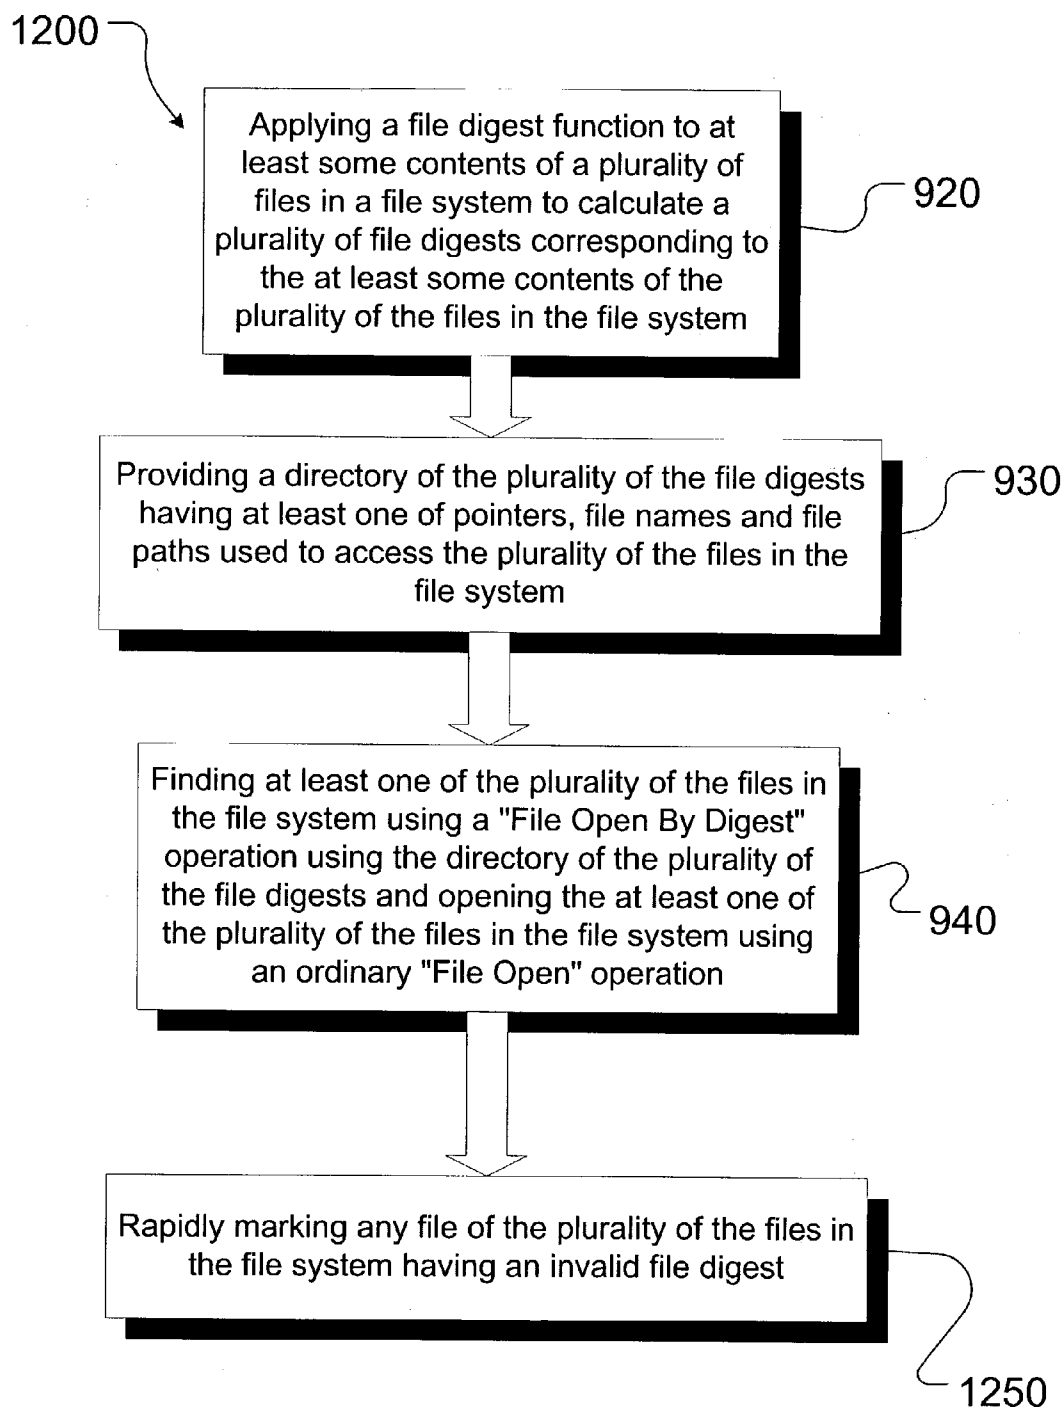 1200
Applying a file digest function to at
least some contents of a plurality of
files in a file system to calculate a
plurality of file digests corresponding to
the at least some contents of the
plurality of the files in the file system
920
Providing a directory of the plurality of the file digests
having at least one of pointers, file names and file
paths used to access the plurality of the files in the
file system
930
Finding at least one of the plurality of the files in
the file system using a "File Open By Digest"
operation using the directory of the plurality of
the file digests and opening the at least one of
the plurality of the files in the file system using
an ordinary "File Open" operation
940
Rapidly marking any file of the plurality of the files in
the file system having an invalid file digest
1250